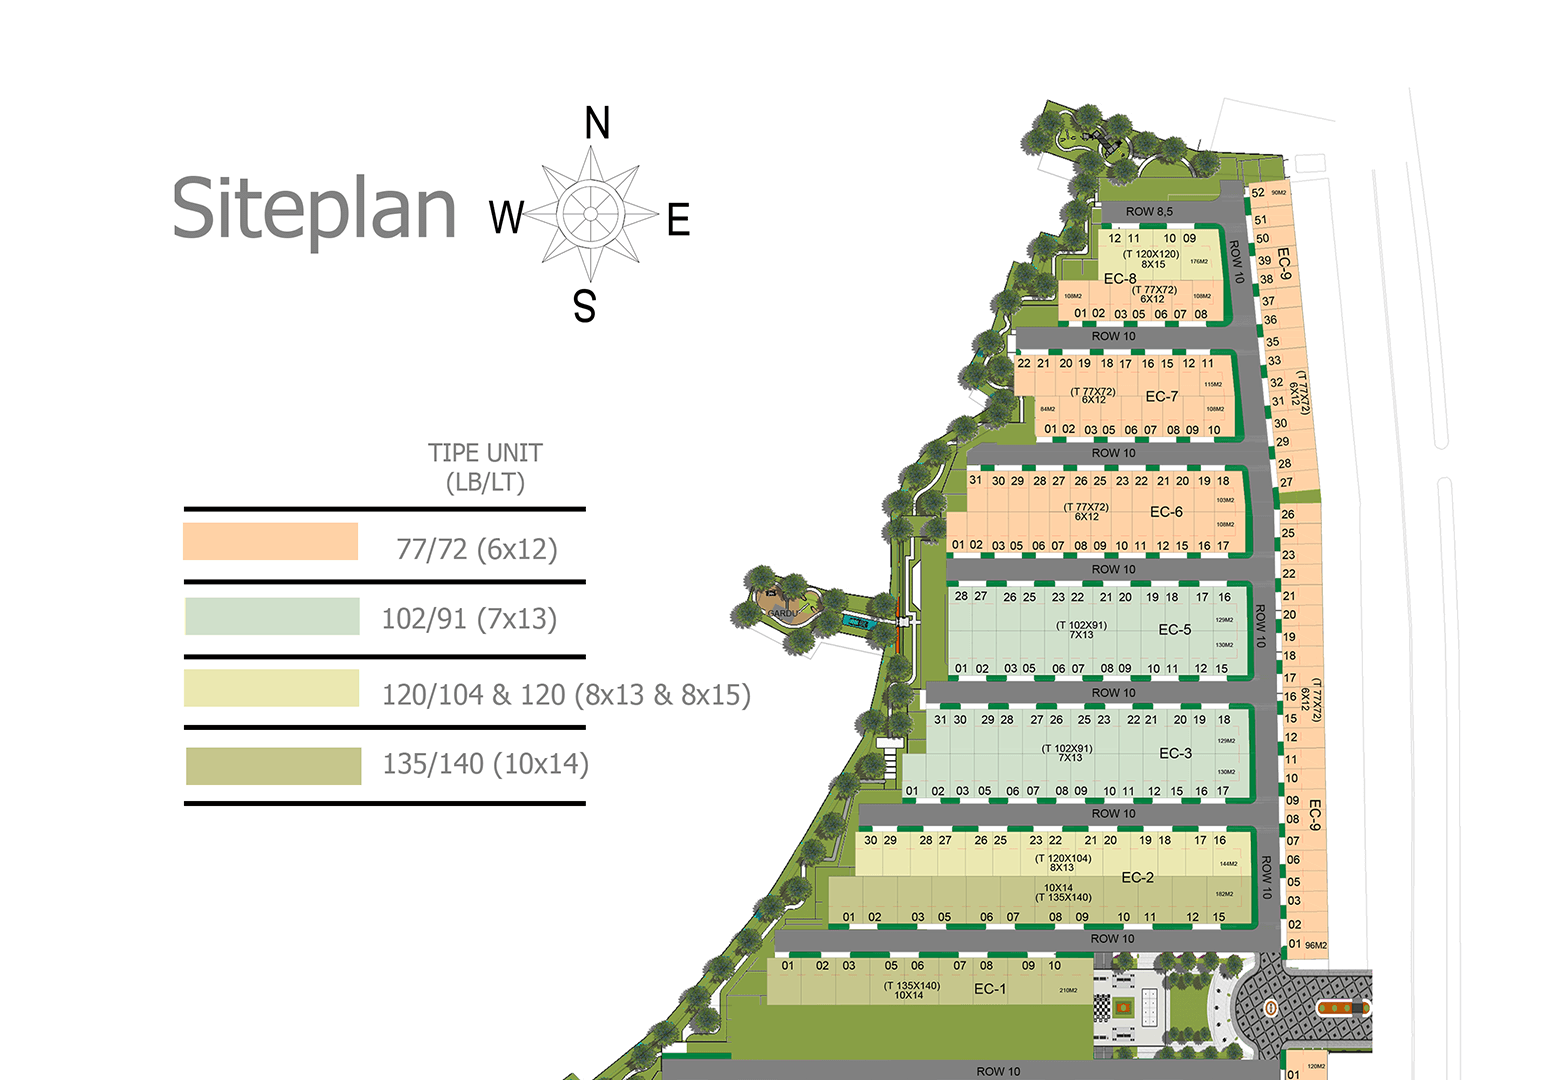 Siteplan
N
W
E
S
TIPE UNIT
(LB/LT)
77/72 (6x12)
102/91 (7x13)
120/104 & 120 (8x13 & 8x15)
135/140 (10x14)
ROW 8,5
12 11 10 09
(T 120X120)
8X15
176M2
EC-8
(T 77X72)
6X12
108M2
108M2
01 02 03 05 06 07 08
ROW 10
22 21 20 19 18 17 16 15 12 11
115M2
(T 77X72)
6X12
EC-7
84M2
108M2
01 02 03 05 06 07 08 09 10
ROW 10
31 30 29 28 27 26 25 23 22 21 20 19 18
103M2
(T 77X72)
6X12
EC-6
108M2
01 02 03 05 06 07 08 09 10 11 12 15 16 17
ROW 10
28 27 26 25 23 22 21 20 19 18 17 16
129M2
(T 102X91)
7X13
EC-5
130M2
01 02 03 05 06 07 08 09 10 11 12 15
ROW 10
31 30 29 28 27 26 25 23 22 21 20 19 18
129M2
(T 102X91)
7X13
EC-3
130M2
01 02 03 05 06 07 08 09 10 11 12 15 16 17
ROW 10
30 29 28 27 26 25 23 22 21 20 19 18 17 16
(T 120X104)
8X13
144M2
EC-2
10X14
(T 135X140)
182M2
01 02 03 05 06 07 08 09 10 11 12 15
ROW 10
01 02 03 05 06 07 08 09 10
(T 135X140)
10X14
EC-1
210M2
ROW 10
GARDU
ROW 10
ROW 10
ROW 10
52 90M2
51
50
39
38
37
36
35
33
32
31
30
29
28
27
EC-9
(T 77X72)
6X12
26
25
23
22
21
20
19
18
17
16
15
12
11
10
09
08
07
06
05
03
02
01 96M2
(T 77X72)
6X12
EC-9
01
120M2